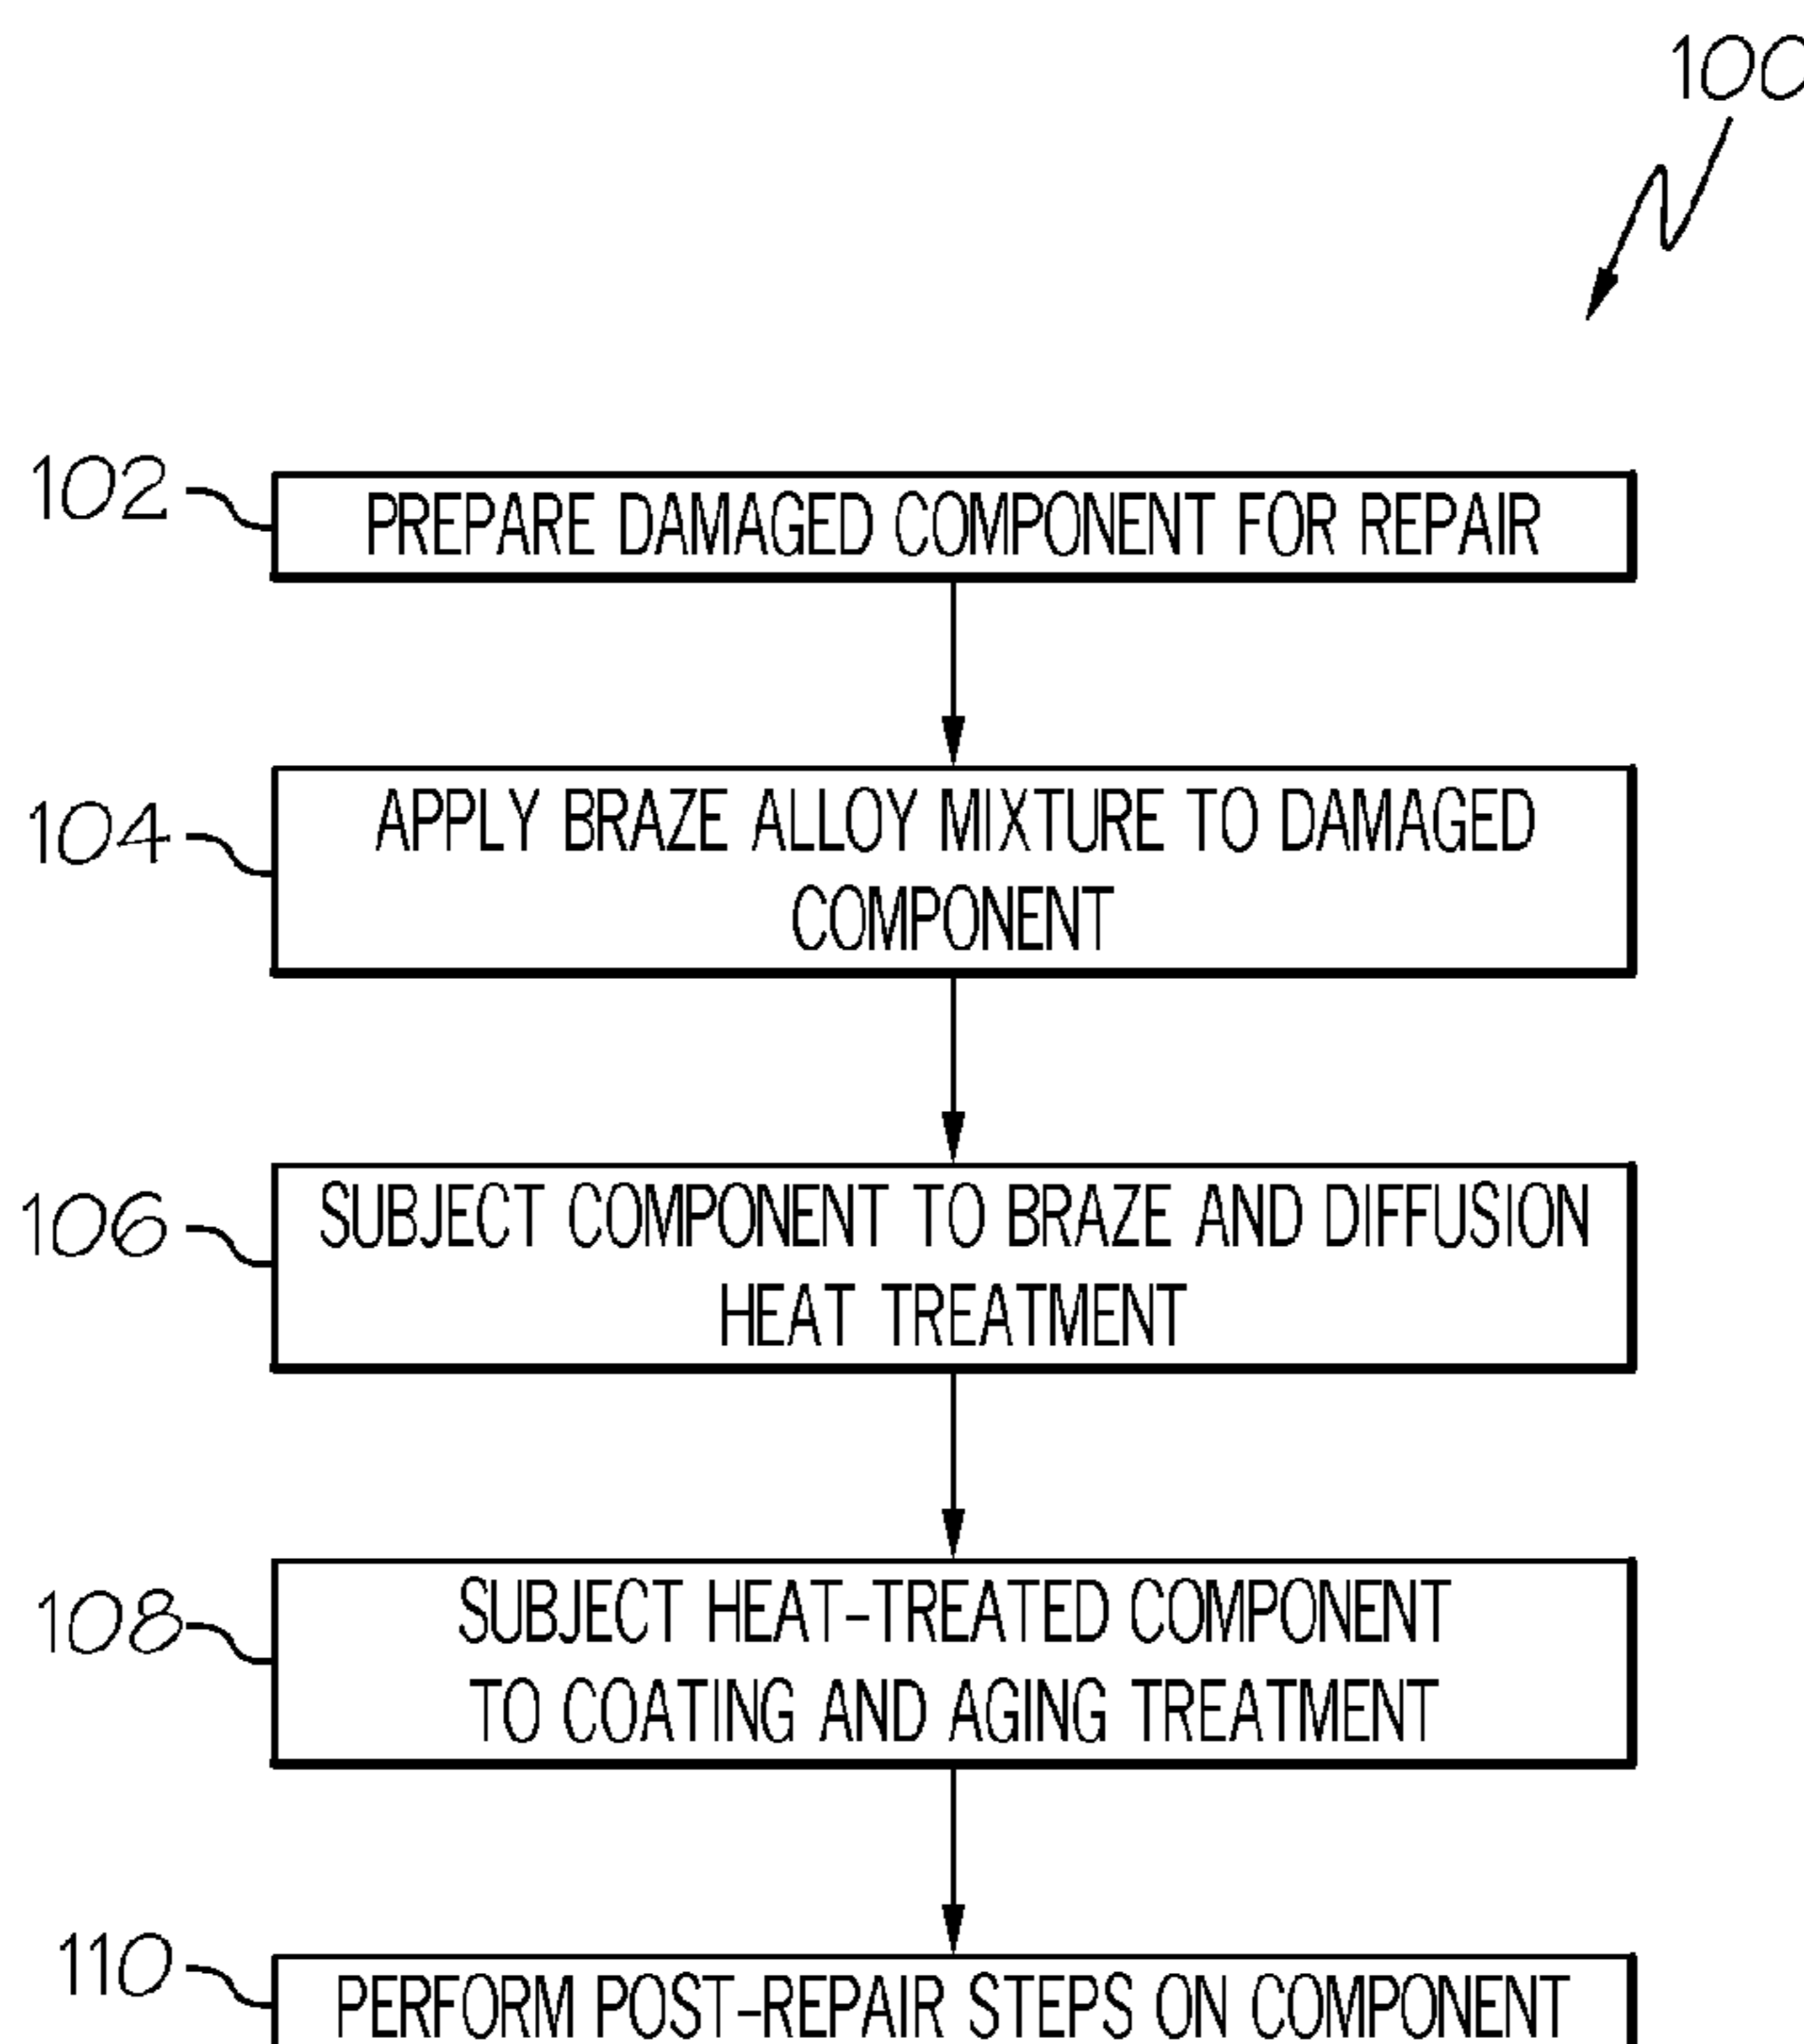 100
102
PREPARE DAMAGED COMPONENT FOR REPAIR
104
APPLY BRAZE ALLOY MIXTURE TO DAMAGED
COMPONENT
106
SUBJECT COMPONENT TO BRAZE AND DIFFUSION
HEAT TREATMENT
108
SUBJECT HEAT-TREATED COMPONENT
TO COATING AND AGING TREATMENT
110
PERFORM POST-REPAIR STEPS ON COMPONENT